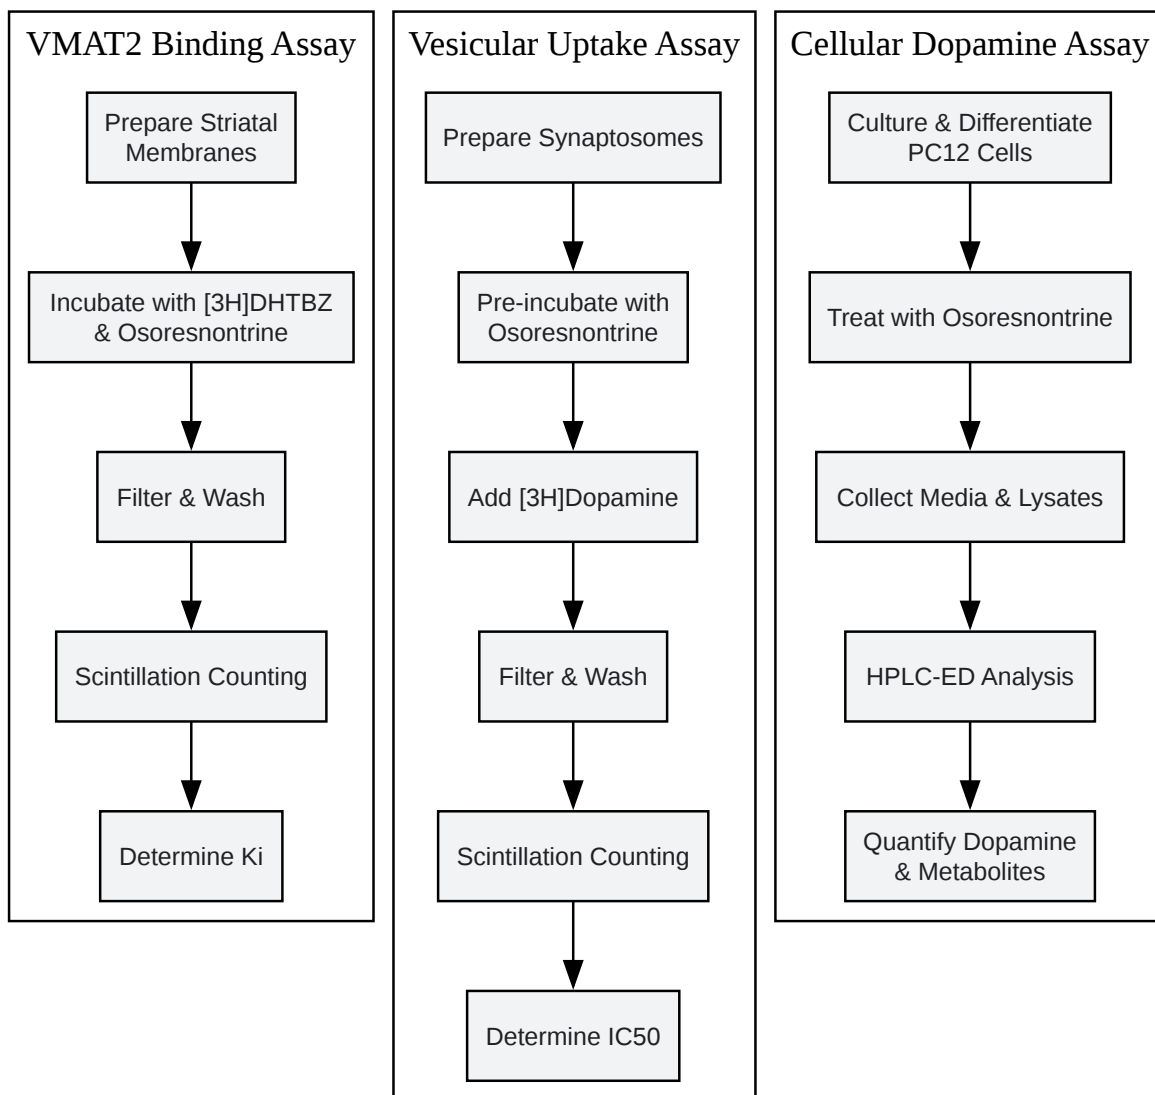 VMAT2 Binding Assay
Prepare Striatal
Membranes
Incubate with [3H]DHTBZ
& Osoresnontrine
Filter & Wash
Scintillation Counting
Determine Ki
Vesicular Uptake Assay
Prepare Synaptosomes
Pre-incubate with
Osoresnontrine
Add [3H]Dopamine
Filter & Wash
Scintillation Counting
Determine IC50
Cellular Dopamine Assay
Culture & Differentiate
PC12 Cells
Treat with Osoresnontrine
Collect Media & Lysates
HPLC-ED Analysis
Quantify Dopamine
& Metabolites